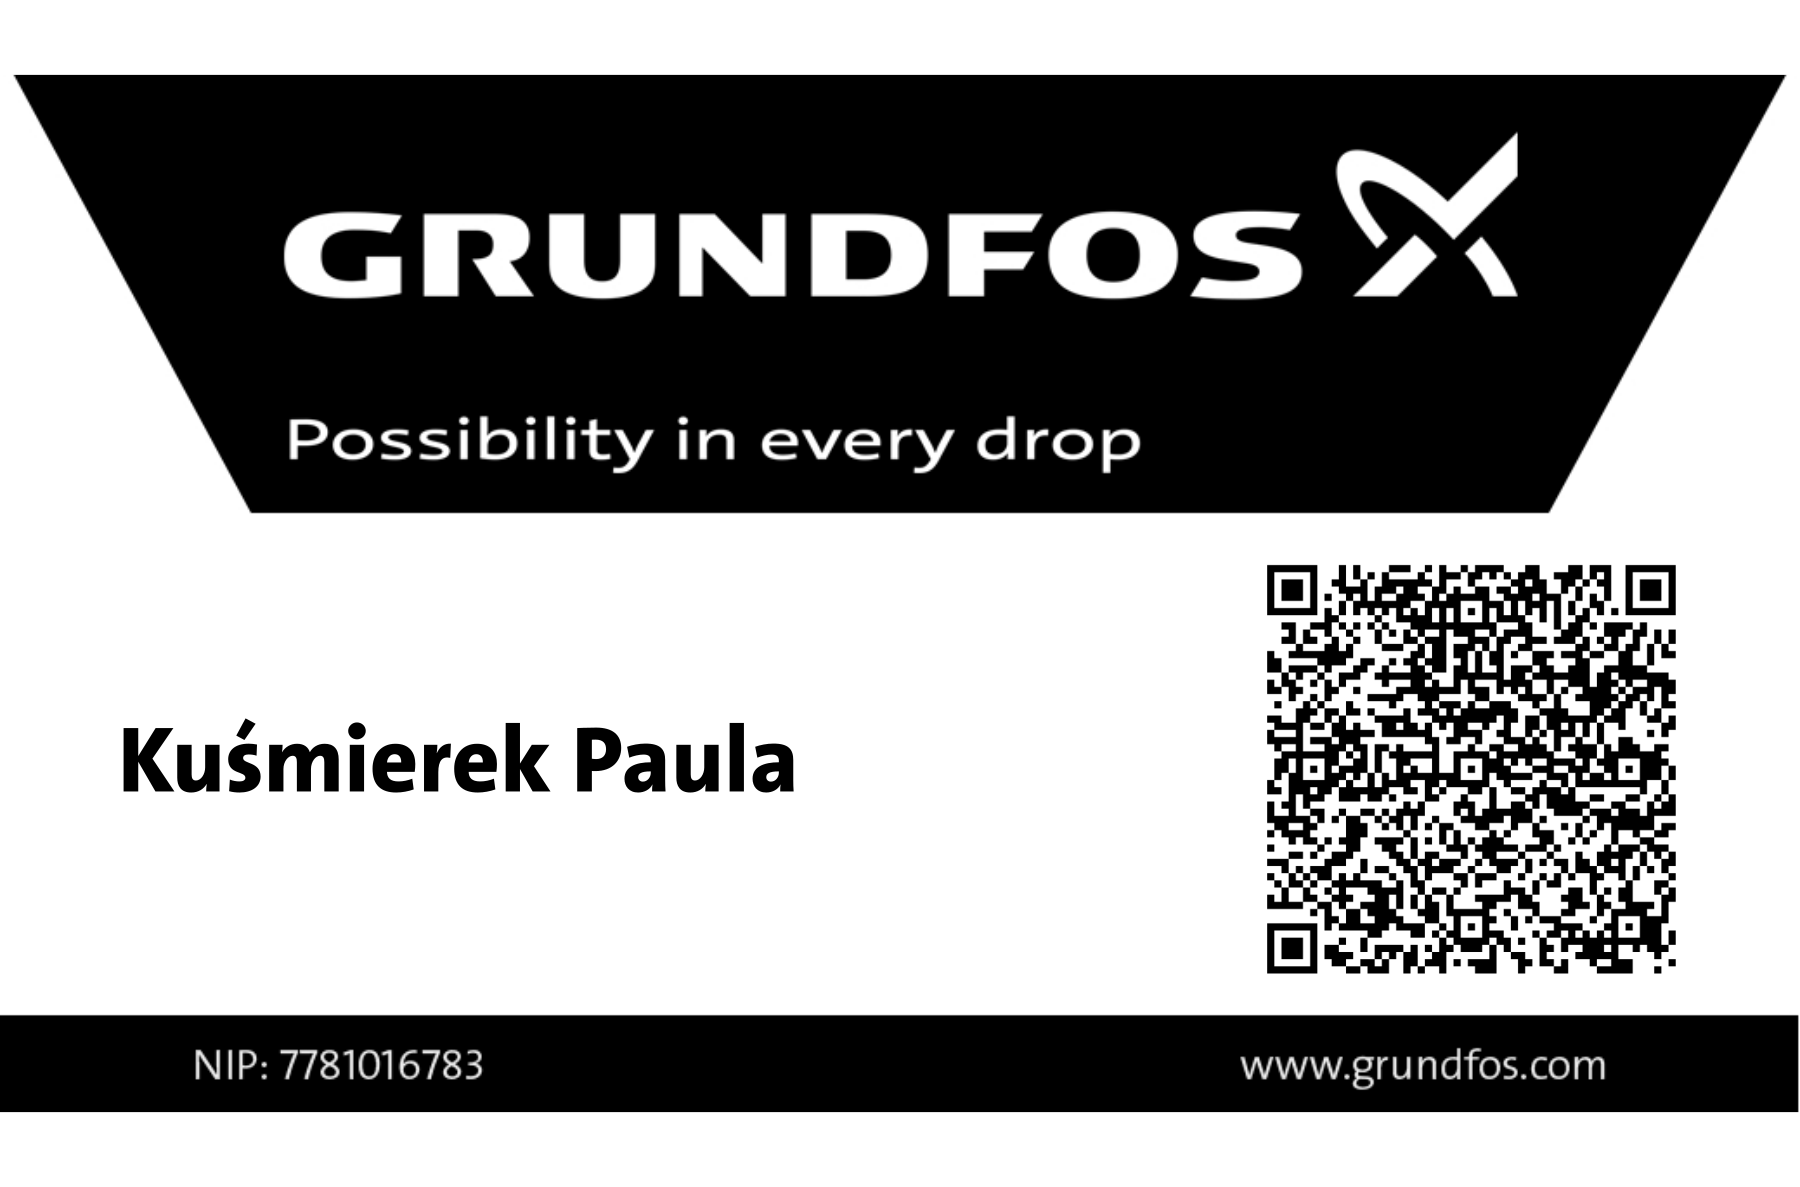 GRUNDFOS
Possibility in every drop
Kuśmierek Paula
NIP: 7781016783
www.grundfos.com